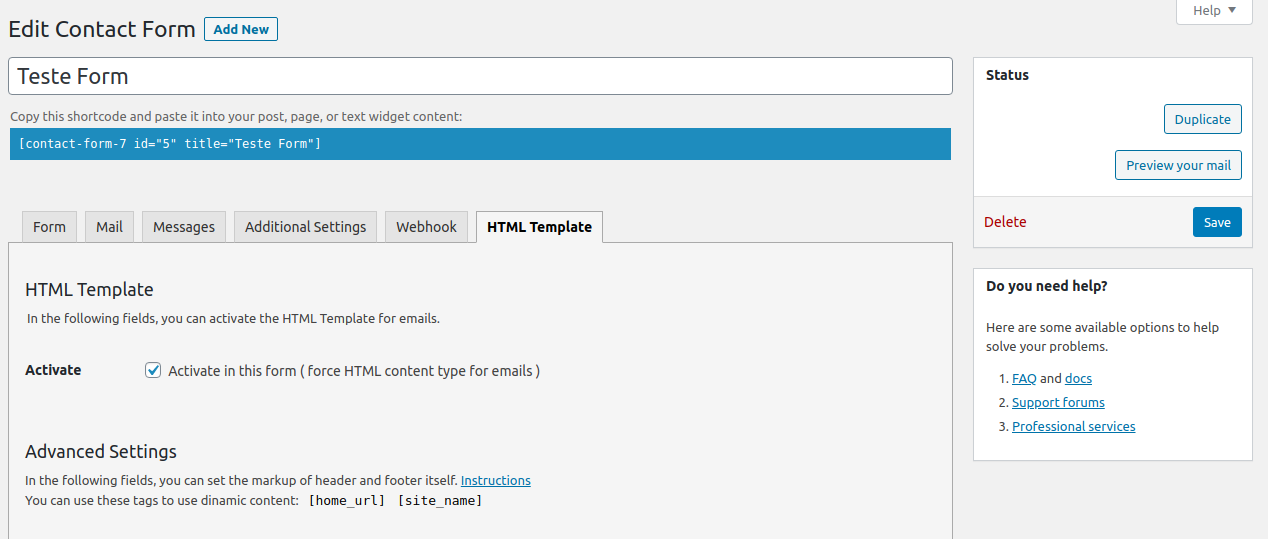 Help
Edit Contact Form Add New
Teste Form
Copy this shortcode and paste it into your post, page, or text widget content:
[contact-form-7 id="5" title="Teste Form"]
Form Mail Messages Additional Settings Webhook HTML Template
HTML Template
In the following fields, you can activate the HTML Template for emails.
Activate Activate in this form ( force HTML content type for emails )
Advanced Settings
In the following fields, you can set the markup of header and footer itself. Instructions
You can use these tags to use dinamic content: [home_url] [site_name]
Status
Duplicate
Preview your mail
Delete Save
Do you need help?
Here are some available options to help
solve your problems.
1. FAQ and docs
2. Support forums
3. Professional services